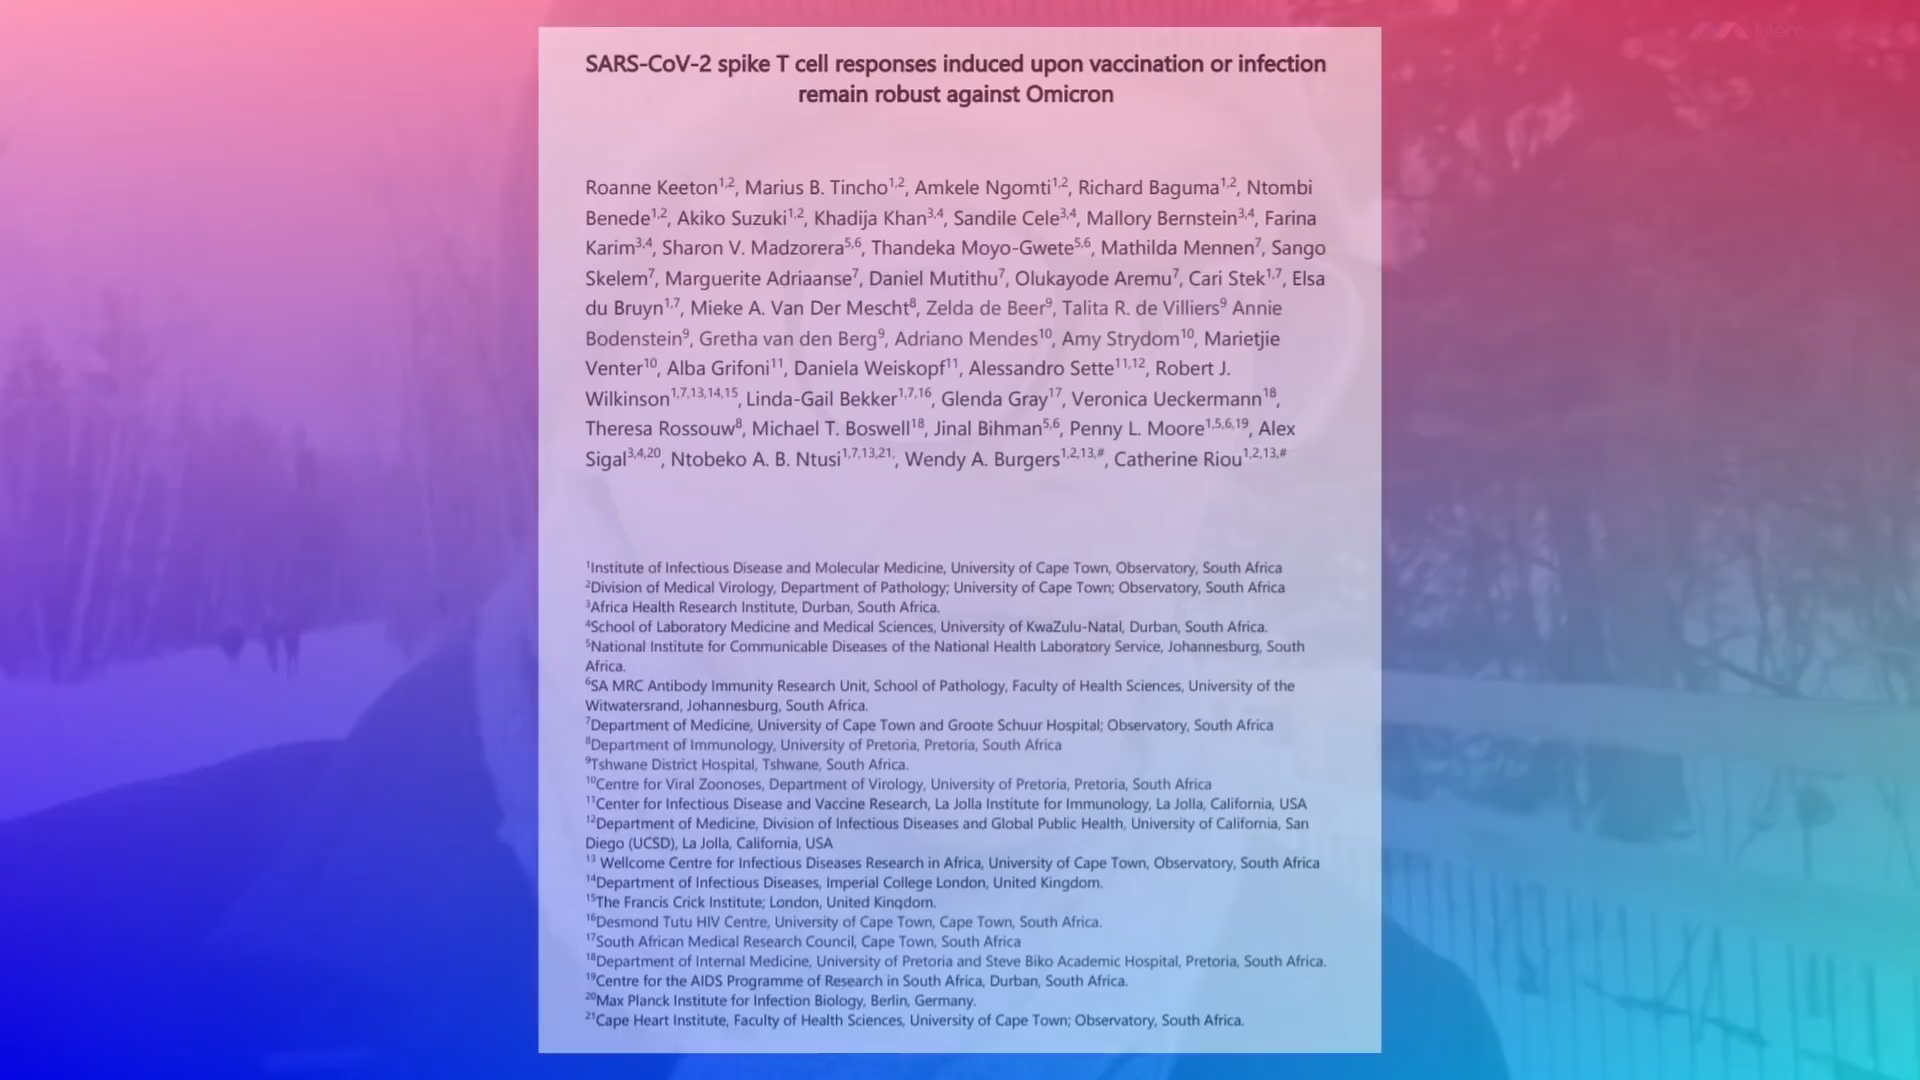 SARS-CoV-2 spike T cell responses induced upon vaccination or infection
remain robust against Omicron
Roanne Keeton1,2, Marius B. Tincho1,2, Amkele Ngomti1,2, Richard Baguma1,2, Ntombi
Benede1,2, Akiko Suzuki1,2, Khadija Khan3,4, Sandile Cele3,4, Mallory Bernstein3,4, Farina
Karim3,4, Sharon V. Madzorera5,6, Thandeka Moyo-Gwete5,6, Mathilda Mennen7, Sango
Skelem7, Marguerite Adriaanse7, Daniel Mutithu7, Olukayode Aremu7, Cari Stek1,7, Elsa
du Bruyn1,7, Mieke A. Van Der Mescht8, Zelda de Beer9, Talita R. de Villiers9 Annie
Bodenstein9, Gretha van den Berg9, Adriano Mendes10, Amy Strydom10, Marietjie
Venter10, Alba Grifoni11, Daniela Weiskopf11, Alessandro Sette11,12, Robert J.
Wilkinson1,7,13,14,15, Linda-Gail Bekker1,7,16, Glenda Gray17, Veronica Ueckermann18,
Theresa Rossouw8, Michael T. Boswell18, Jinal Bihman5,6, Penny L. Moore1,5,6,19, Alex
Sigal3,4,20, Ntobeko A. B. Ntusi1,7,13,21, Wendy A. Burgers1,2,13,#, Catherine Riou1,2,13,#
1Institute of Infectious Disease and Molecular Medicine, University of Cape Town, Observatory, South Africa
2Division of Medical Virology, Department of Pathology; University of Cape Town; Observatory, South Africa
3Africa Health Research Institute, Durban, South Africa.
4School of Laboratory Medicine and Medical Sciences, University of KwaZulu-Natal, Durban, South Africa.
5National Institute for Communicable Diseases of the National Health Laboratory Service, Johannesburg, South
Africa.
6SA MRC Antibody Immunity Research Unit, School of Pathology, Faculty of Health Sciences, University of the
Witwatersrand, Johannesburg, South Africa.
7Department of Medicine, University of Cape Town and Groote Schuur Hospital; Observatory, South Africa
8Department of Immunology, University of Pretoria, Pretoria, South Africa
9Tshwane District Hospital, Tshwane, South Africa.
10Centre for Viral Zoonoses, Department of Virology, University of Pretoria, Pretoria, South Africa
11Center for Infectious Disease and Vaccine Research, La Jolla Institute for Immunology, La Jolla, California, USA
12Department of Medicine, Division of Infectious Diseases and Global Public Health, University of California, San
Diego (UCSD), La Jolla, California, USA
13 Wellcome Centre for Infectious Diseases Research in Africa, University of Cape Town, Observatory, South Africa
14Department of Infectious Diseases, Imperial College London, United Kingdom.
15The Francis Crick Institute; London, United Kingdom.
16Desmond Tutu HIV Centre, University of Cape Town, Cape Town, South Africa.
17South African Medical Research Council, Cape Town, South Africa
18Department of Internal Medicine, University of Pretoria and Steve Biko Academic Hospital, Pretoria, South Africa.
19Centre for the AIDS Programme of Research in South Africa, Durban, South Africa.
20Max Planck Institute for Infection Biology, Berlin, Germany.
21Cape Heart Institute, Faculty of Health Sciences, University of Cape Town; Observatory, South Africa.